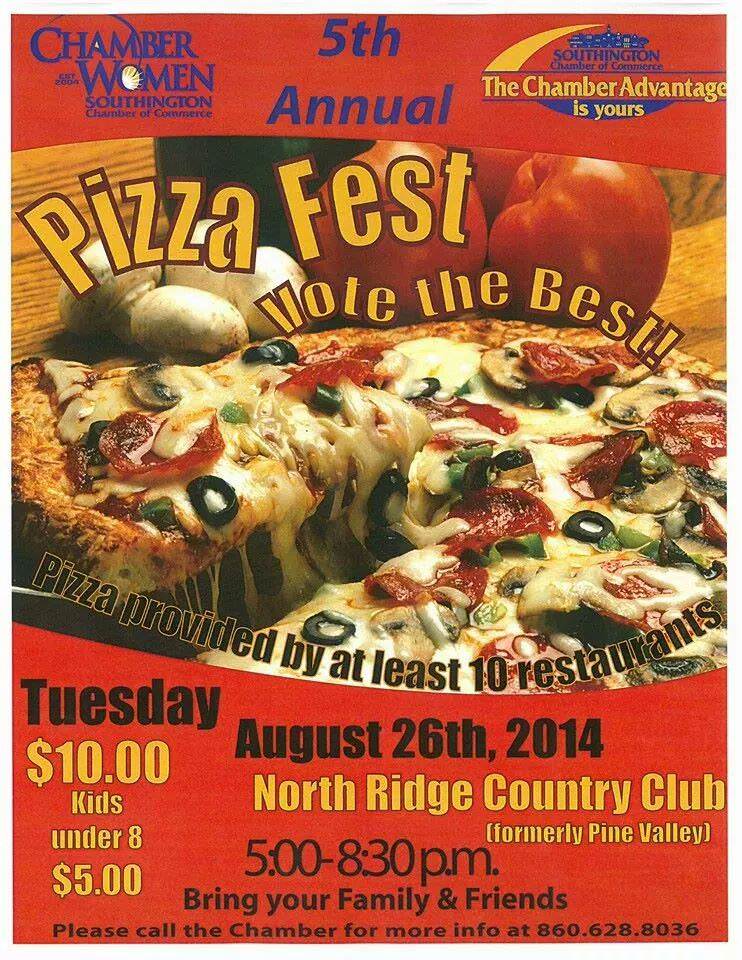 CHAMBER
EST
2004
WOMEN
SOUTHINGTON
Chamber of Commerce
5th
Annual
SOUTHINGTON
Chamber of Commerce
The Chamber Advantage
is yours
Pizza Fest
Vote the Best!
Pizza provided by at least 10 restaurants
Tuesday
August 26th, 2014
$10.00
Kids
under 8
$5.00
North Ridge Country Club
(formerly Pine Valley)
5:00-8:30 p.m.
Bring your Family & Friends
Please call the Chamber for more info at 860.628.8036